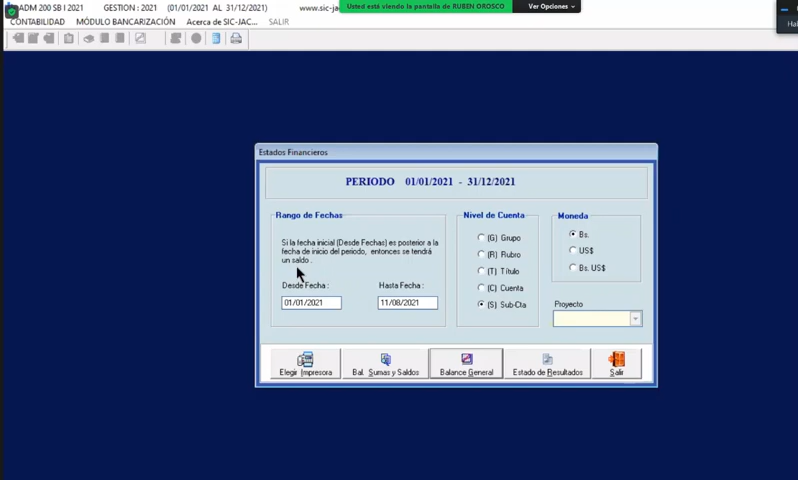 ADM 200 SB I 2021 GESTION : 2021 (01/01/2021 AL 31/12/2021) www.sic-ja
Usted está viendo la pantalla de RUBEN OROSCO Ver Opciones
CONTABILIDAD MÓDULO BANCARIZACIÓN Acerca de SIC-JAC... SALIR
Hal
Estados Financieros
PERIODO 01/01/2021 - 31/12/2021
Rango de Fechas
Si la fecha inicial (Desde Fechas) es posterior a la
fecha de inicio del periodo, entonces se tendrá
un saldo .
Desde Fecha : Hasta Fecha :
01/01/2021 11/08/2021
Nivel de Cuenta
(G) Grupo
(R) Rubro
(T) Título
(C) Cuenta
(S) Sub-Cta
Moneda
Bs.
US$
Bs. US$
Proyecto
Elegir Impresora Bal. Sumas y Saldos Balance General Estado de Resultados Salir